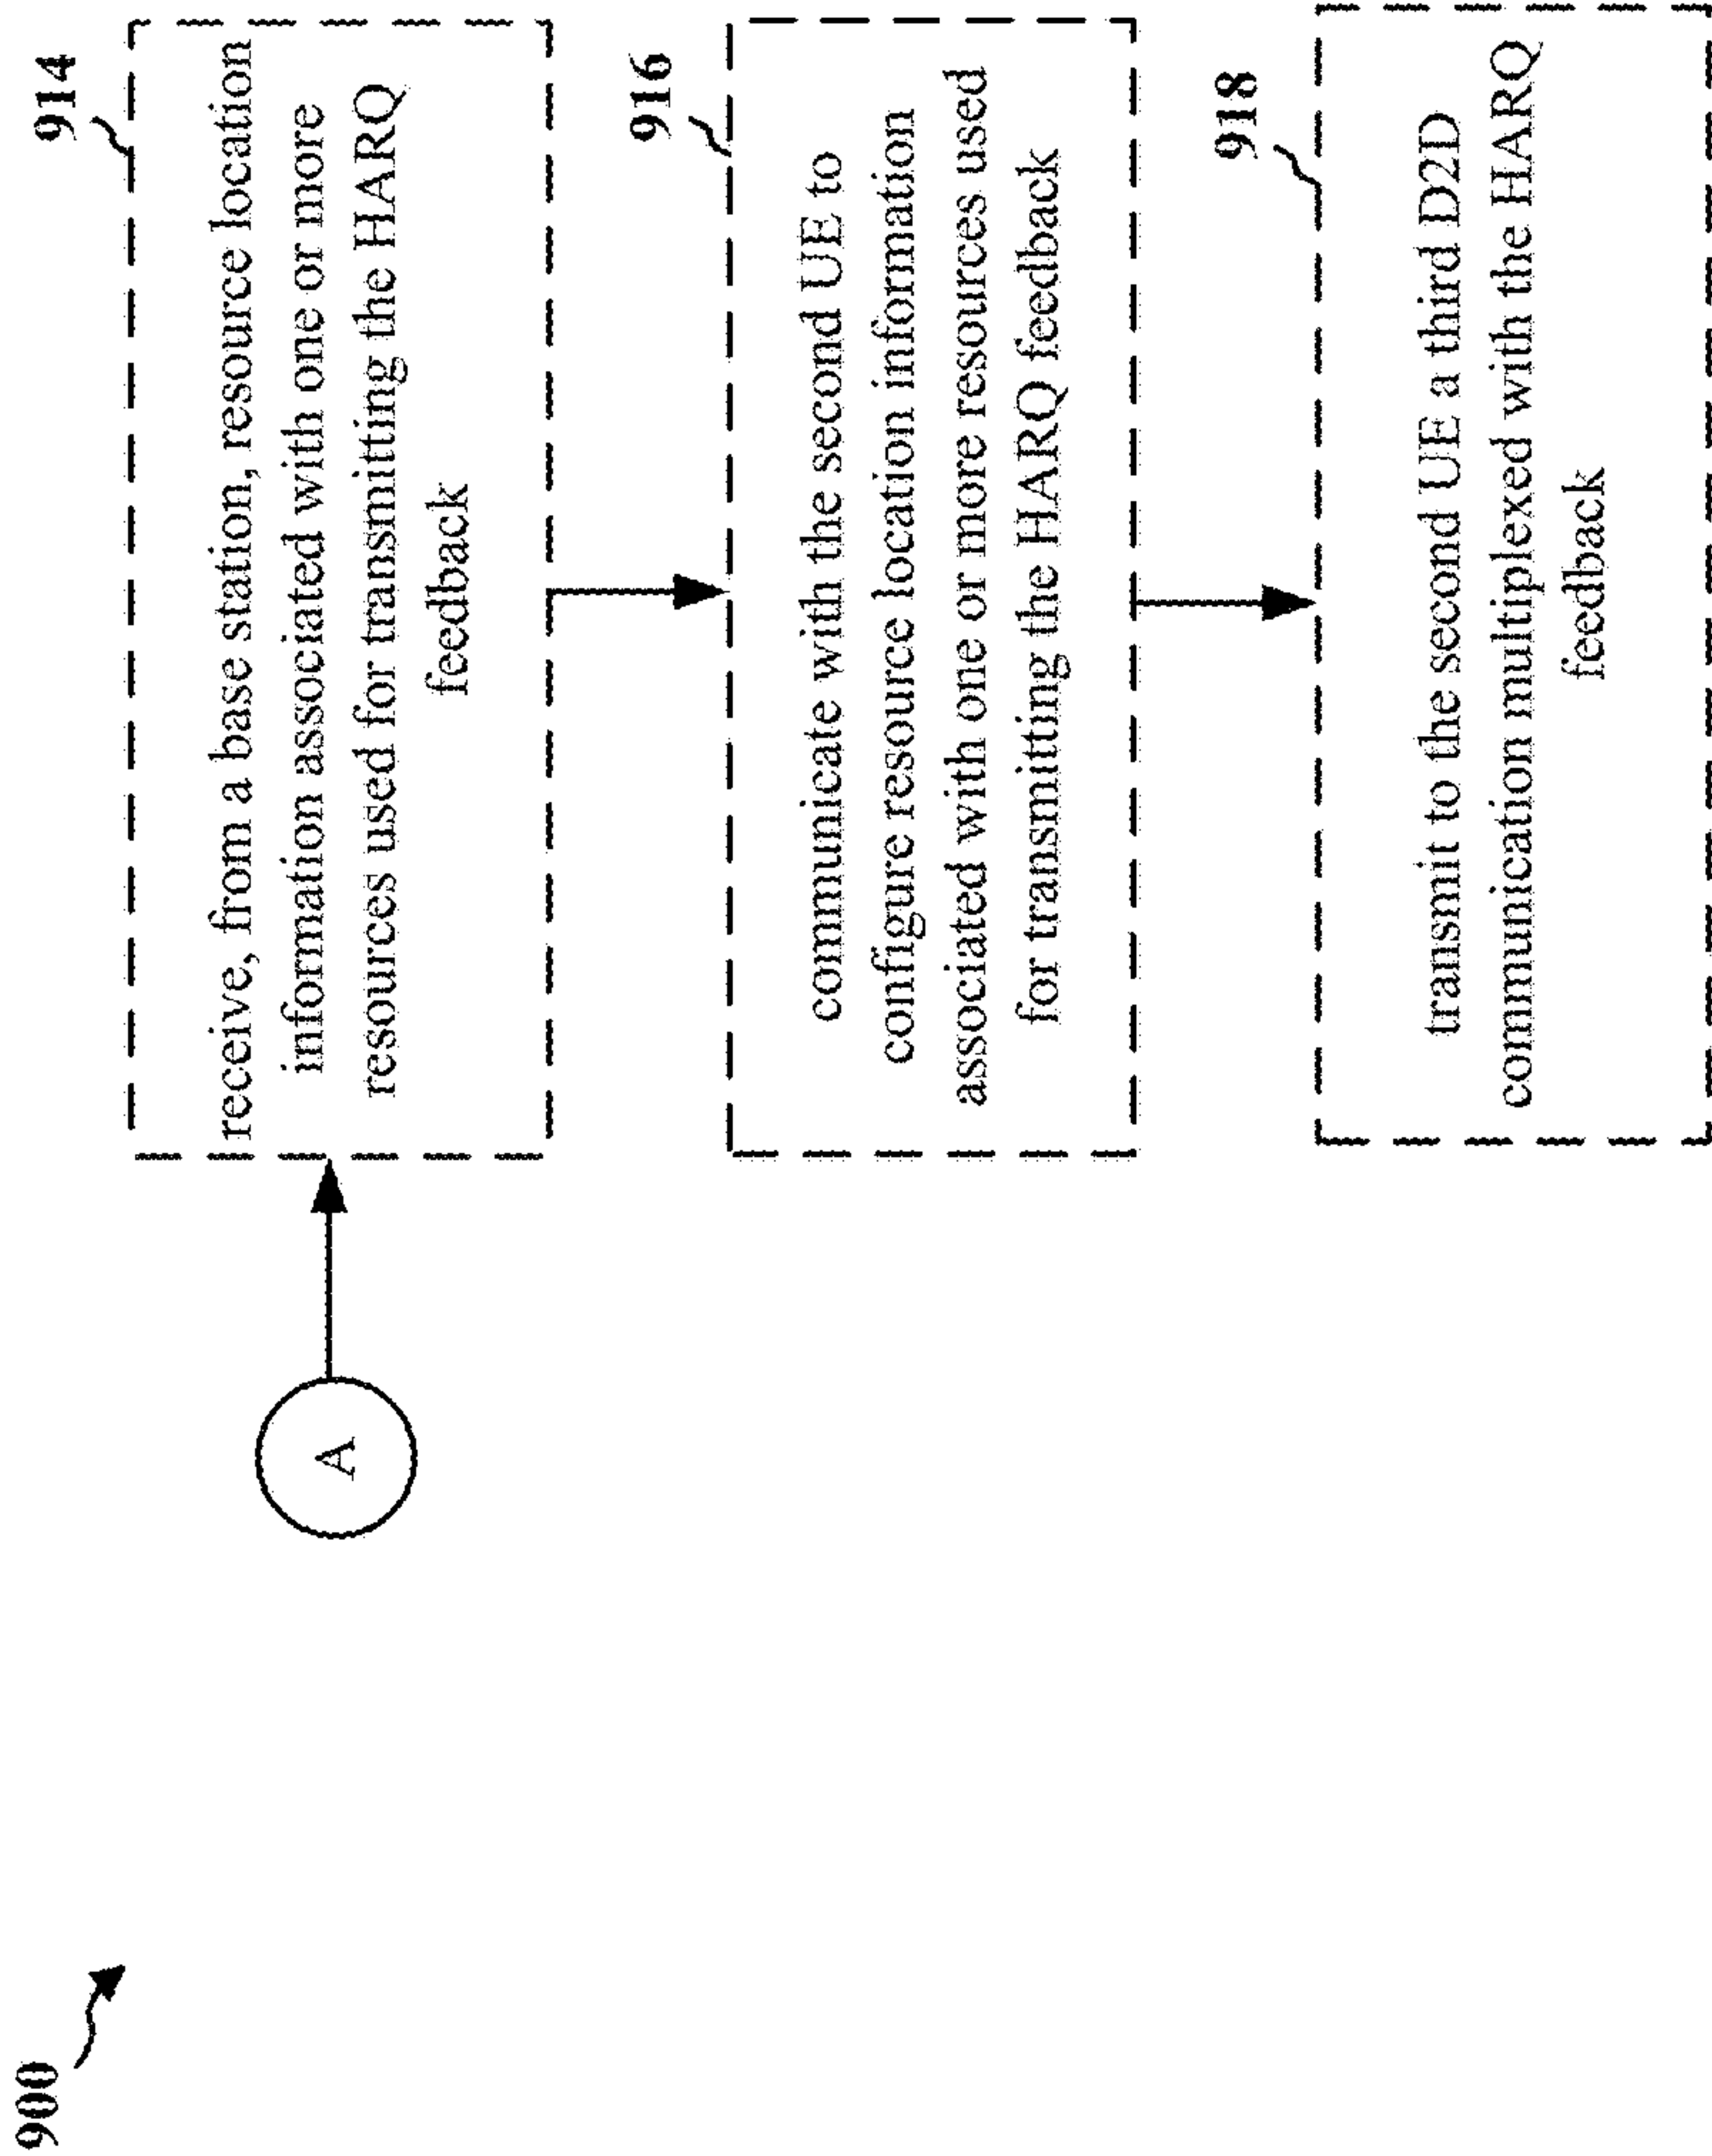 900
A
914
receive, from a base station, resource location
information associated with one or more
resources used for transmitting the HARQ
feedback
916
communicate with the second UE to
configure resource location information
associated with one or more resources used
for transmitting the HARQ feedback
918
transmit to the second UE a third D2D
communication multiplexed with the HARQ
feedback